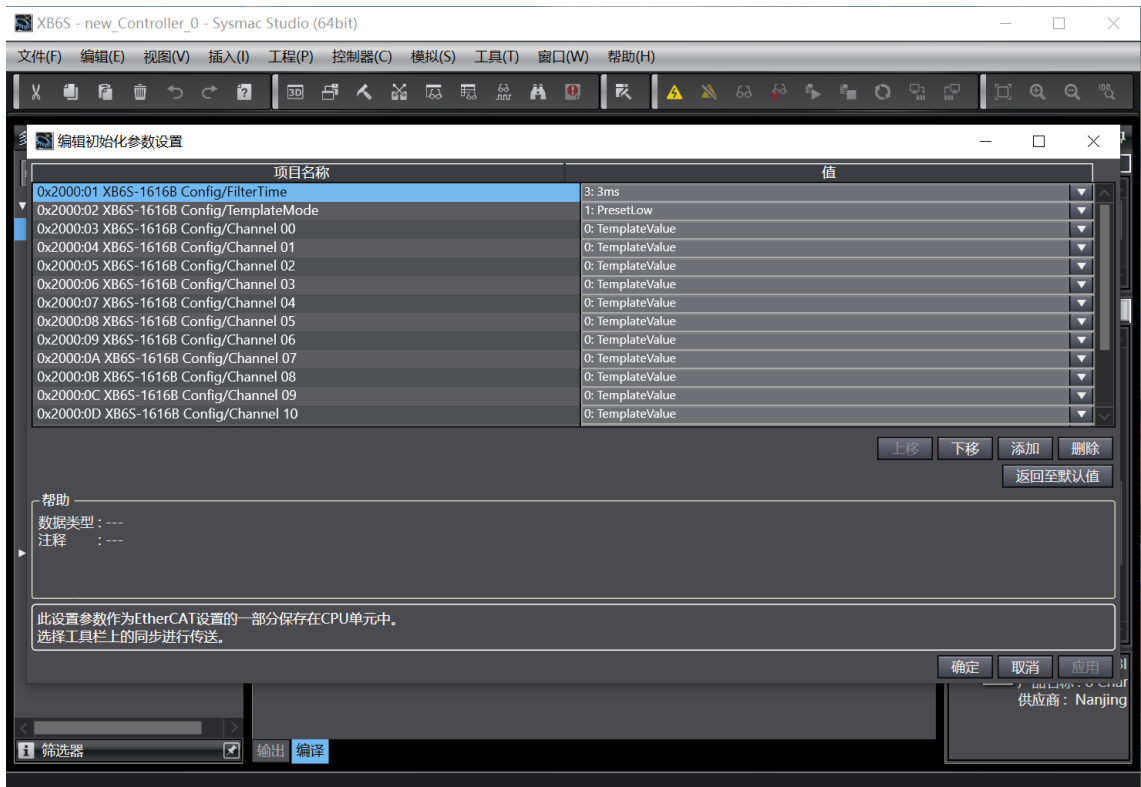 XB6S - new_Controller_0 - Sysmac Studio (64bit)
文件(F) 编辑(E) 视图(V) 插入(I) 工程(P) 控制器(C) 模拟(S) 工具(T) 窗口(W) 帮助(H)
3D
编辑初始化参数设置
项目名称 值
0x2000:01 XB6S-1616B Config/FilterTime 3: 3ms
0x2000:02 XB6S-1616B Config/TemplateMode 1: PresetLow
0x2000:03 XB6S-1616B Config/Channel 00 0: TemplateValue
0x2000:04 XB6S-1616B Config/Channel 01 0: TemplateValue
0x2000:05 XB6S-1616B Config/Channel 02 0: TemplateValue
0x2000:06 XB6S-1616B Config/Channel 03 0: TemplateValue
0x2000:07 XB6S-1616B Config/Channel 04 0: TemplateValue
0x2000:08 XB6S-1616B Config/Channel 05 0: TemplateValue
0x2000:09 XB6S-1616B Config/Channel 06 0: TemplateValue
0x2000:0A XB6S-1616B Config/Channel 07 0: TemplateValue
0x2000:0B XB6S-1616B Config/Channel 08 0: TemplateValue
0x2000:0C XB6S-1616B Config/Channel 09 0: TemplateValue
0x2000:0D XB6S-1616B Config/Channel 10 0: TemplateValue
上移 下移 添加 删除
返回至默认值
帮助
数据类型 : ---
注释 : ---
此设置参数作为EtherCAT设置的一部分保存在CPU单元中。
选择工具栏上的同步进行传送。
确定 取消 应用
供应商 : Nanjing
筛选器 输出 编译